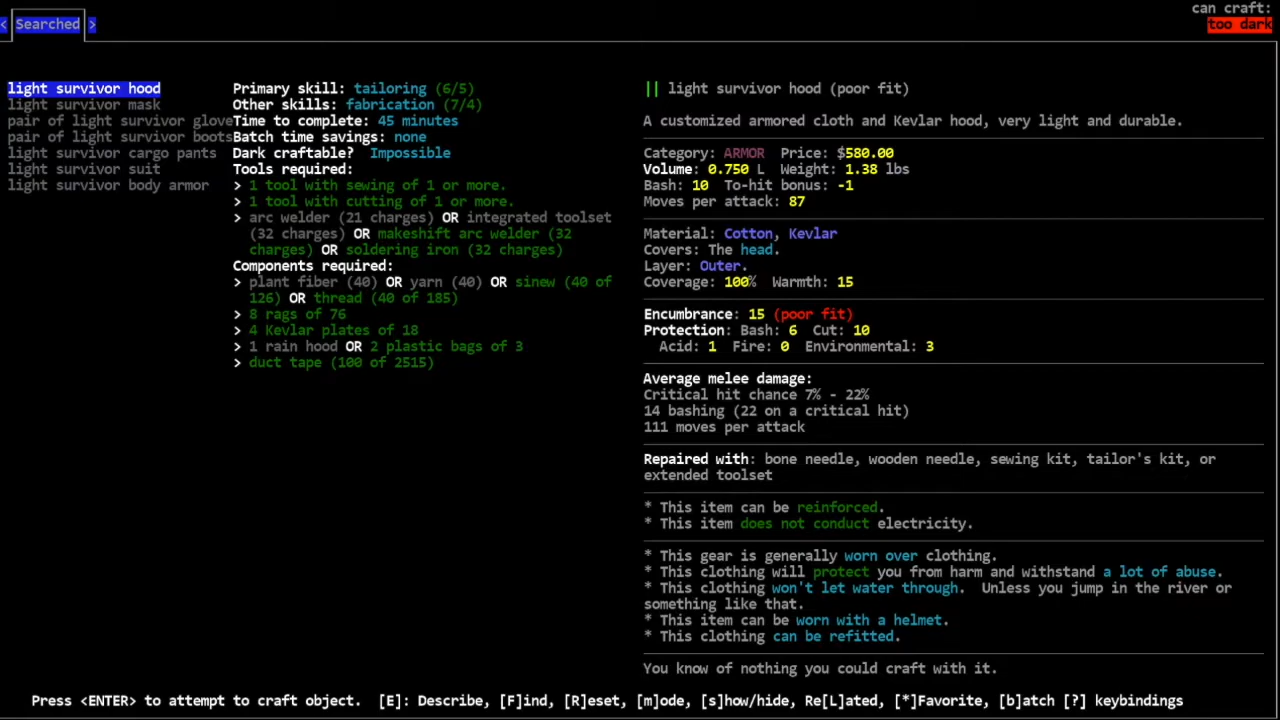 can craft:
< Searched >
too dark
light survivor hood
light survivor mask
pair of light survivor glove
pair of light survivor boots
light survivor cargo pants
light survivor suit
light survivor body armor
Primary skill: tailoring (6/5)
Other skills: fabrication (7/4)
Time to complete: 45 minutes
Batch time savings: none
Dark craftable? Impossible
Tools required:
> 1 tool with sewing of 1 or more.
> 1 tool with cutting of 1 or more.
> arc welder (21 charges) OR integrated toolset
(32 charges) OR makeshift arc welder (32
charges) OR soldering iron (32 charges)
Components required:
> plant fiber (40) OR yarn (40) OR sinew (40 of
126) OR thread (40 of 185)
> 8 rags of 76
> 4 Kevlar plates of 18
> 1 rain hood OR 2 plastic bags of 3
> duct tape (100 of 2515)
|| light survivor hood (poor fit)
A customized armored cloth and Kevlar hood, very light and durable.
Category: ARMOR Price: $580.00
Volume: 0.750 L Weight: 1.38 lbs
Bash: 10 To-hit bonus: -1
Moves per attack: 87
Material: Cotton, Kevlar
Covers: The head.
Layer: Outer.
Coverage: 100% Warmth: 15
Encumbrance: 15 (poor fit)
Protection: Bash: 6 Cut: 10
Acid: 1 Fire: 0 Environmental: 3
Average melee damage:
Critical hit chance 7% - 22%
14 bashing (22 on a critical hit)
111 moves per attack
Repaired with: bone needle, wooden needle, sewing kit, tailor's kit, or
extended toolset
* This item can be reinforced.
* This item does not conduct electricity.
* This gear is generally worn over clothing.
* This clothing will protect you from harm and withstand a lot of abuse.
* This clothing won't let water through. Unless you jump in the river or
something like that.
* This item can be worn with a helmet.
* This clothing can be refitted.
You know of nothing you could craft with it.
Press <ENTER> to attempt to craft object. [E]: Describe, [F]ind, [R]eset, [m]ode, [s]how/hide, Re[L]ated, [*]Favorite, [b]atch [?] keybindings